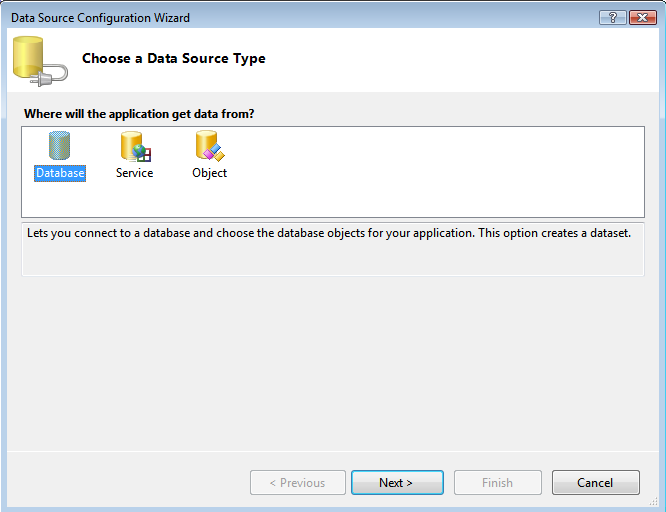 Data Source Configuration Wizard
?
Choose a Data Source Type
Where will the application get data from?
Database Service Object
Lets you connect to a database and choose the database objects for your application. This option creates a dataset.
< Previous Next > Finish Cancel